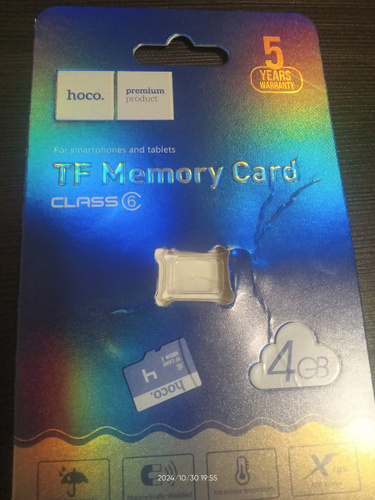 5
YEARS
WARRANTY
hoco.
premium
product
For smartphones and tablets
TF Memory Card
CLASS 6
4GB
hoco.
2024/10/30 19:55